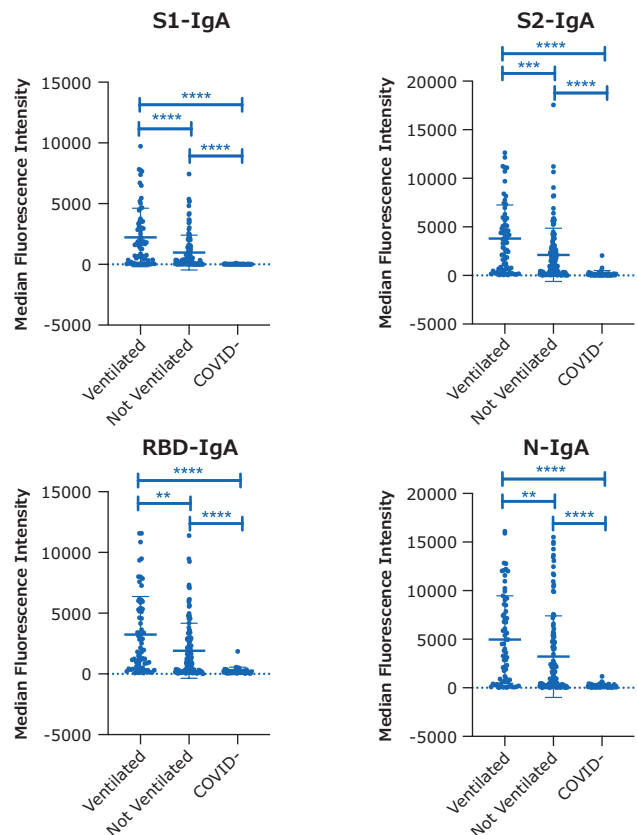 S1-IgA
Median Fluorescence Intensity
15000
10000
5000
0
-5000
****
****
****
Ventilated
Not Ventilated
COVID-
S2-IgA
Median Fluorescence Intensity
20000
15000
10000
5000
0
-5000
****
***
****
Ventilated
Not Ventilated
COVID-
RBD-IgA
Median Fluorescence Intensity
15000
10000
5000
0
-5000
****
**
****
Ventilated
Not Ventilated
COVID-
N-IgA
Median Fluorescence Intensity
20000
15000
10000
5000
0
-5000
****
**
****
Ventilated
Not Ventilated
COVID-